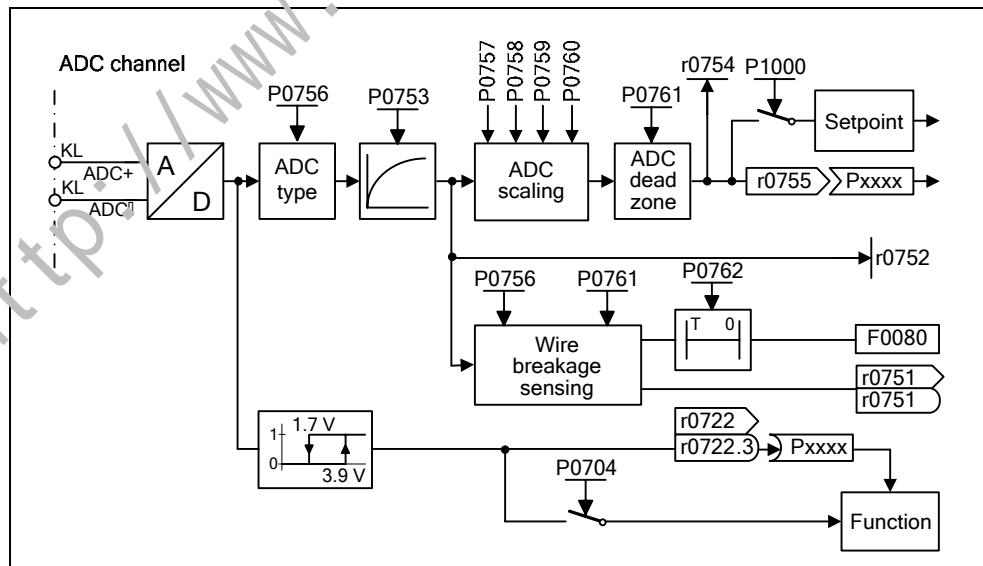 http://www.
ADC channel
KL
ADC+
KL
ADC
A
D
P0756
ADC
type
P0753
P0757
P0758
P0759
P0760
ADC
scaling
P0761
ADC
dead
zone
r0754
P1000
Setpoint
r0755
Pxxxx
r0752
P0756
P0761
Wire
breakage
sensing
P0762
T 0
F0080
r0751
r0751
1.7 V
1
0
3.9 V
r0722
r0722.3
Pxxxx
P0704
Function